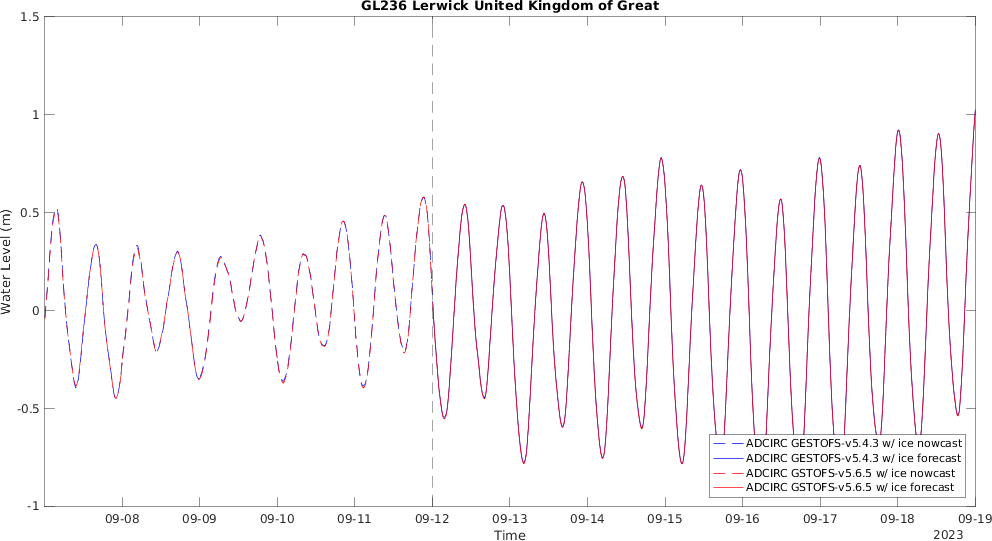 GL236 Lerwick United Kingdom of Great
1.5
1
0.5
0
-0.5
-1
Water Level (m)
09-08 09-09 09-10 09-11 09-12 09-13 09-14 09-15 09-16 09-17 09-18 09-19
Time
2023
ADCIRC GESTOFS-v5.4.3 w/ ice nowcast
ADCIRC GESTOFS-v5.4.3 w/ ice forecast
ADCIRC GSTOFS-v5.6.5 w/ ice nowcast
ADCIRC GSTOFS-v5.6.5 w/ ice forecast